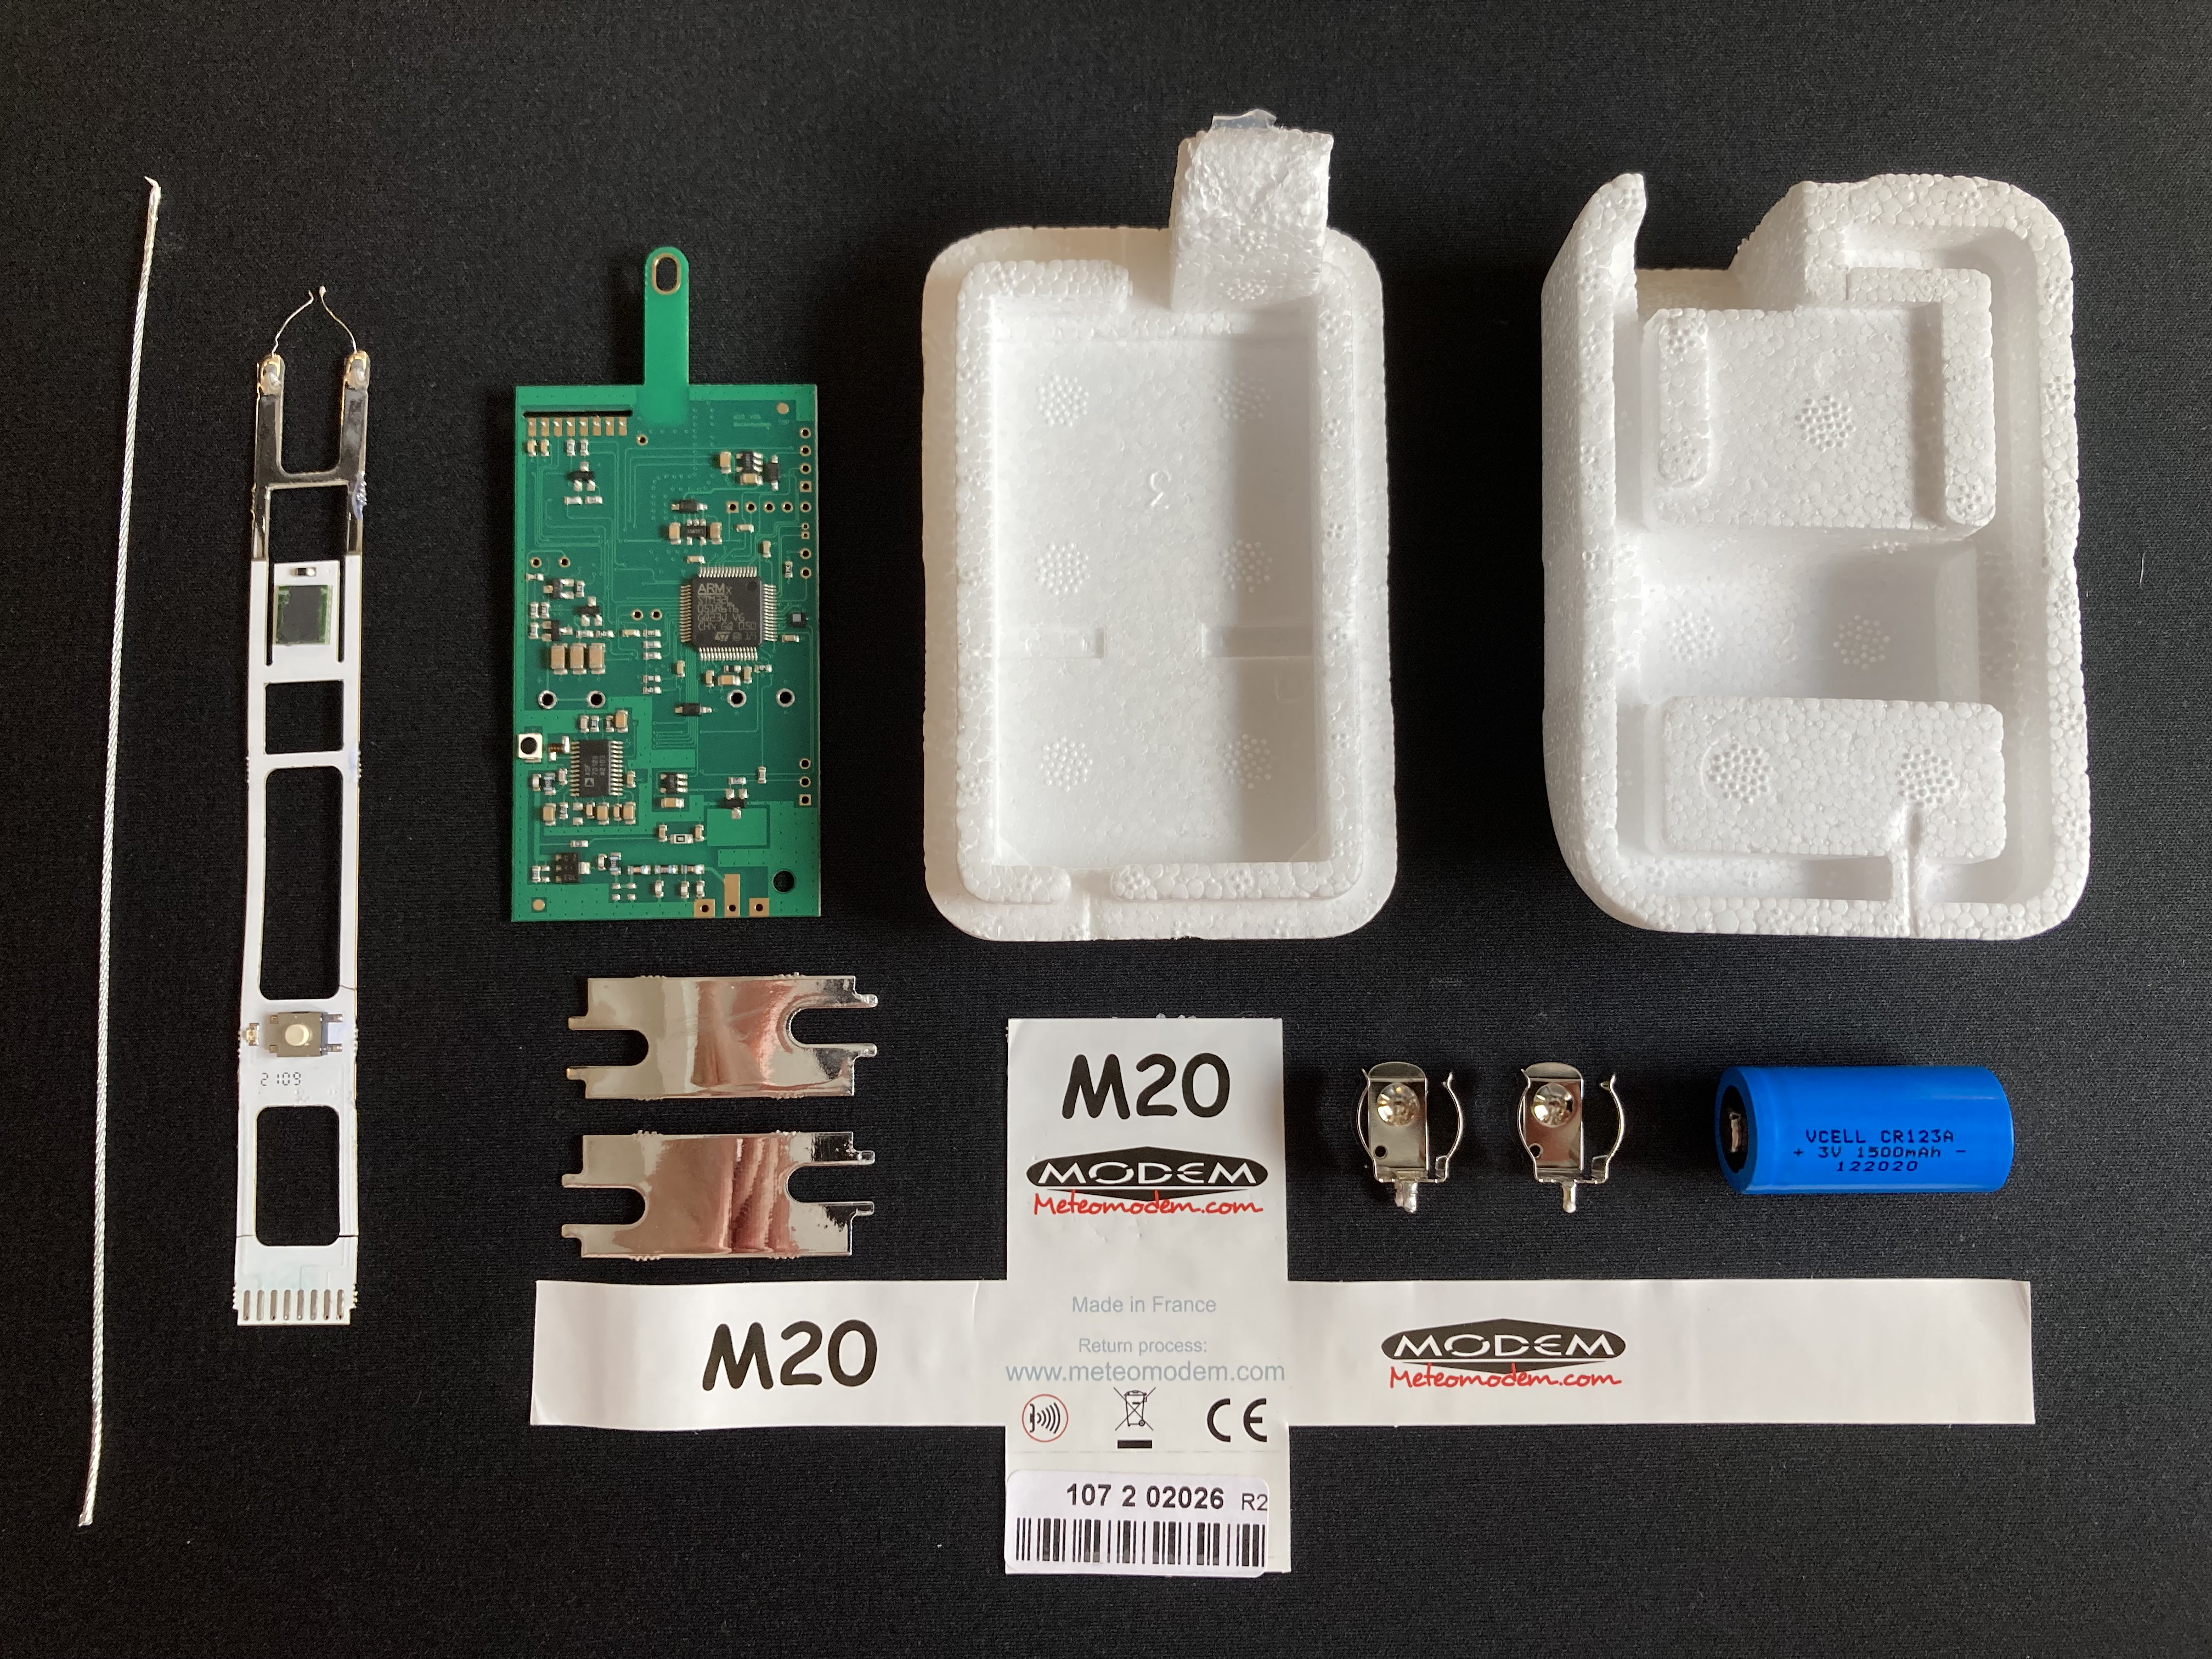 ARM
2109
M20
MODEM
Meteomodem.com
VCELL CR123A
+ 3V 1500mAh -
122020
Made in France
Return process:
www.meteomodem.com
M20
MODEM
Meteomodem.com
CE
107 2 02026 R2